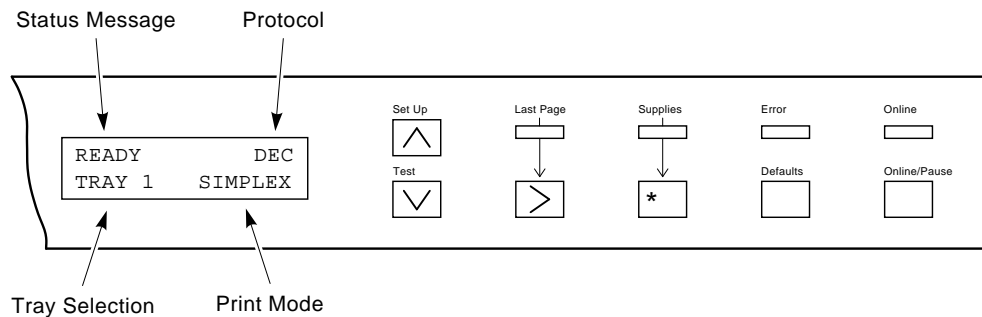 Status Message Protocol
Set Up Last Page Supplies Error Online
READY DEC
TRAY 1 SIMPLEX
Test Defaults Online/Pause
*
Tray Selection Print Mode